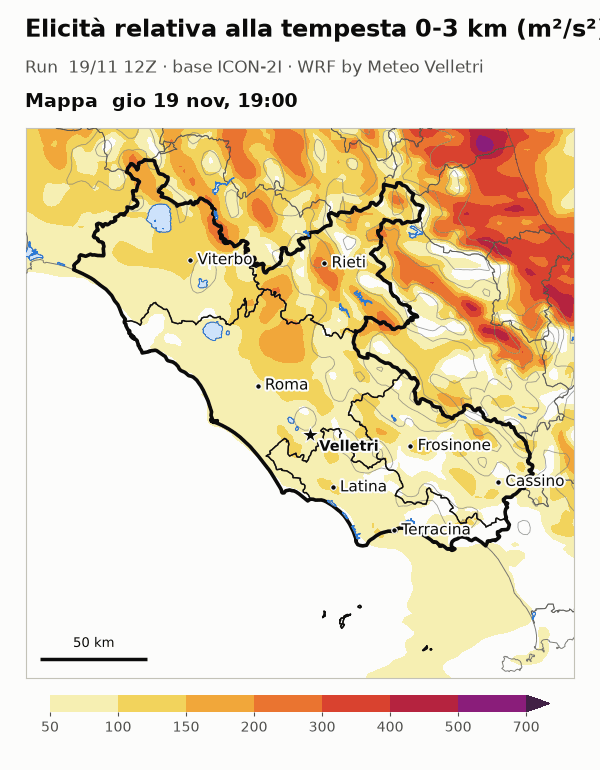 Elicità relativa alla tempesta 0-3 km (m²/s²)
Run  19/11 12Z · base ICON-2I · WRF by Meteo Velletri
Mappa  gio 19 nov, 19:00
Viterbo
Rieti
Roma
Velletri
Frosinone
Cassino
Latina
Terracina
50 km
50 100 150 200 300 400 500 700